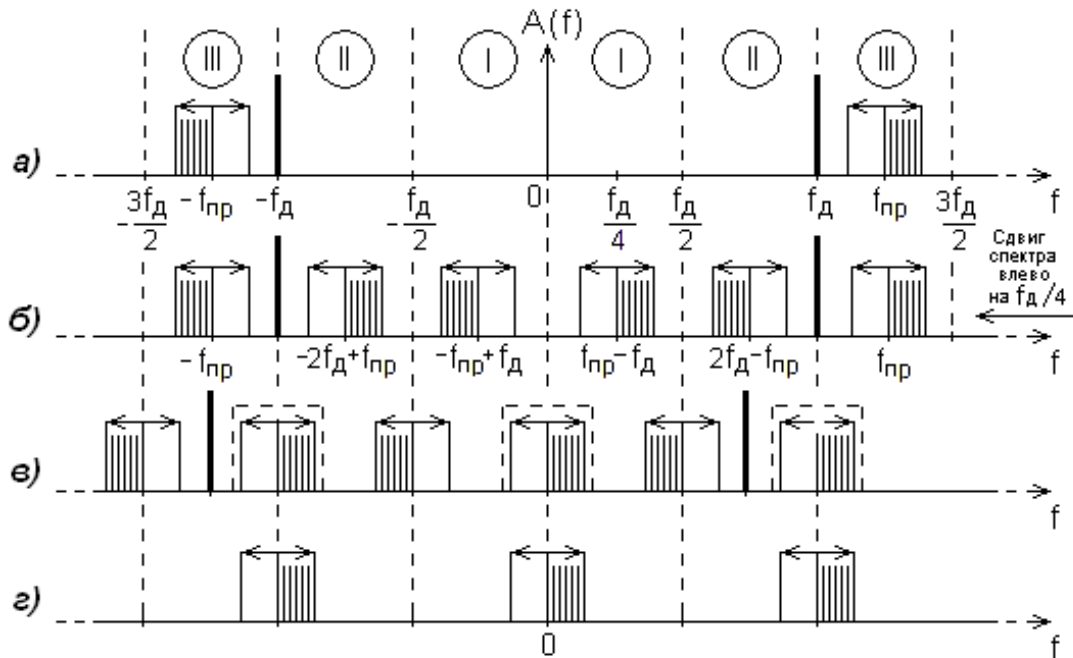 A(f)
III II I I II III
а)
-3fд/2 -fпр -fд -fд/2 0 fд/4 fд/2 fд fпр 3fд/2 f
Сдвиг
спектра
влево
на fд/4
б)
-fпр -2fд+fпр -fпр+fд fпр-fд 2fд-fпр fпр f
в)
f
г)
0 f